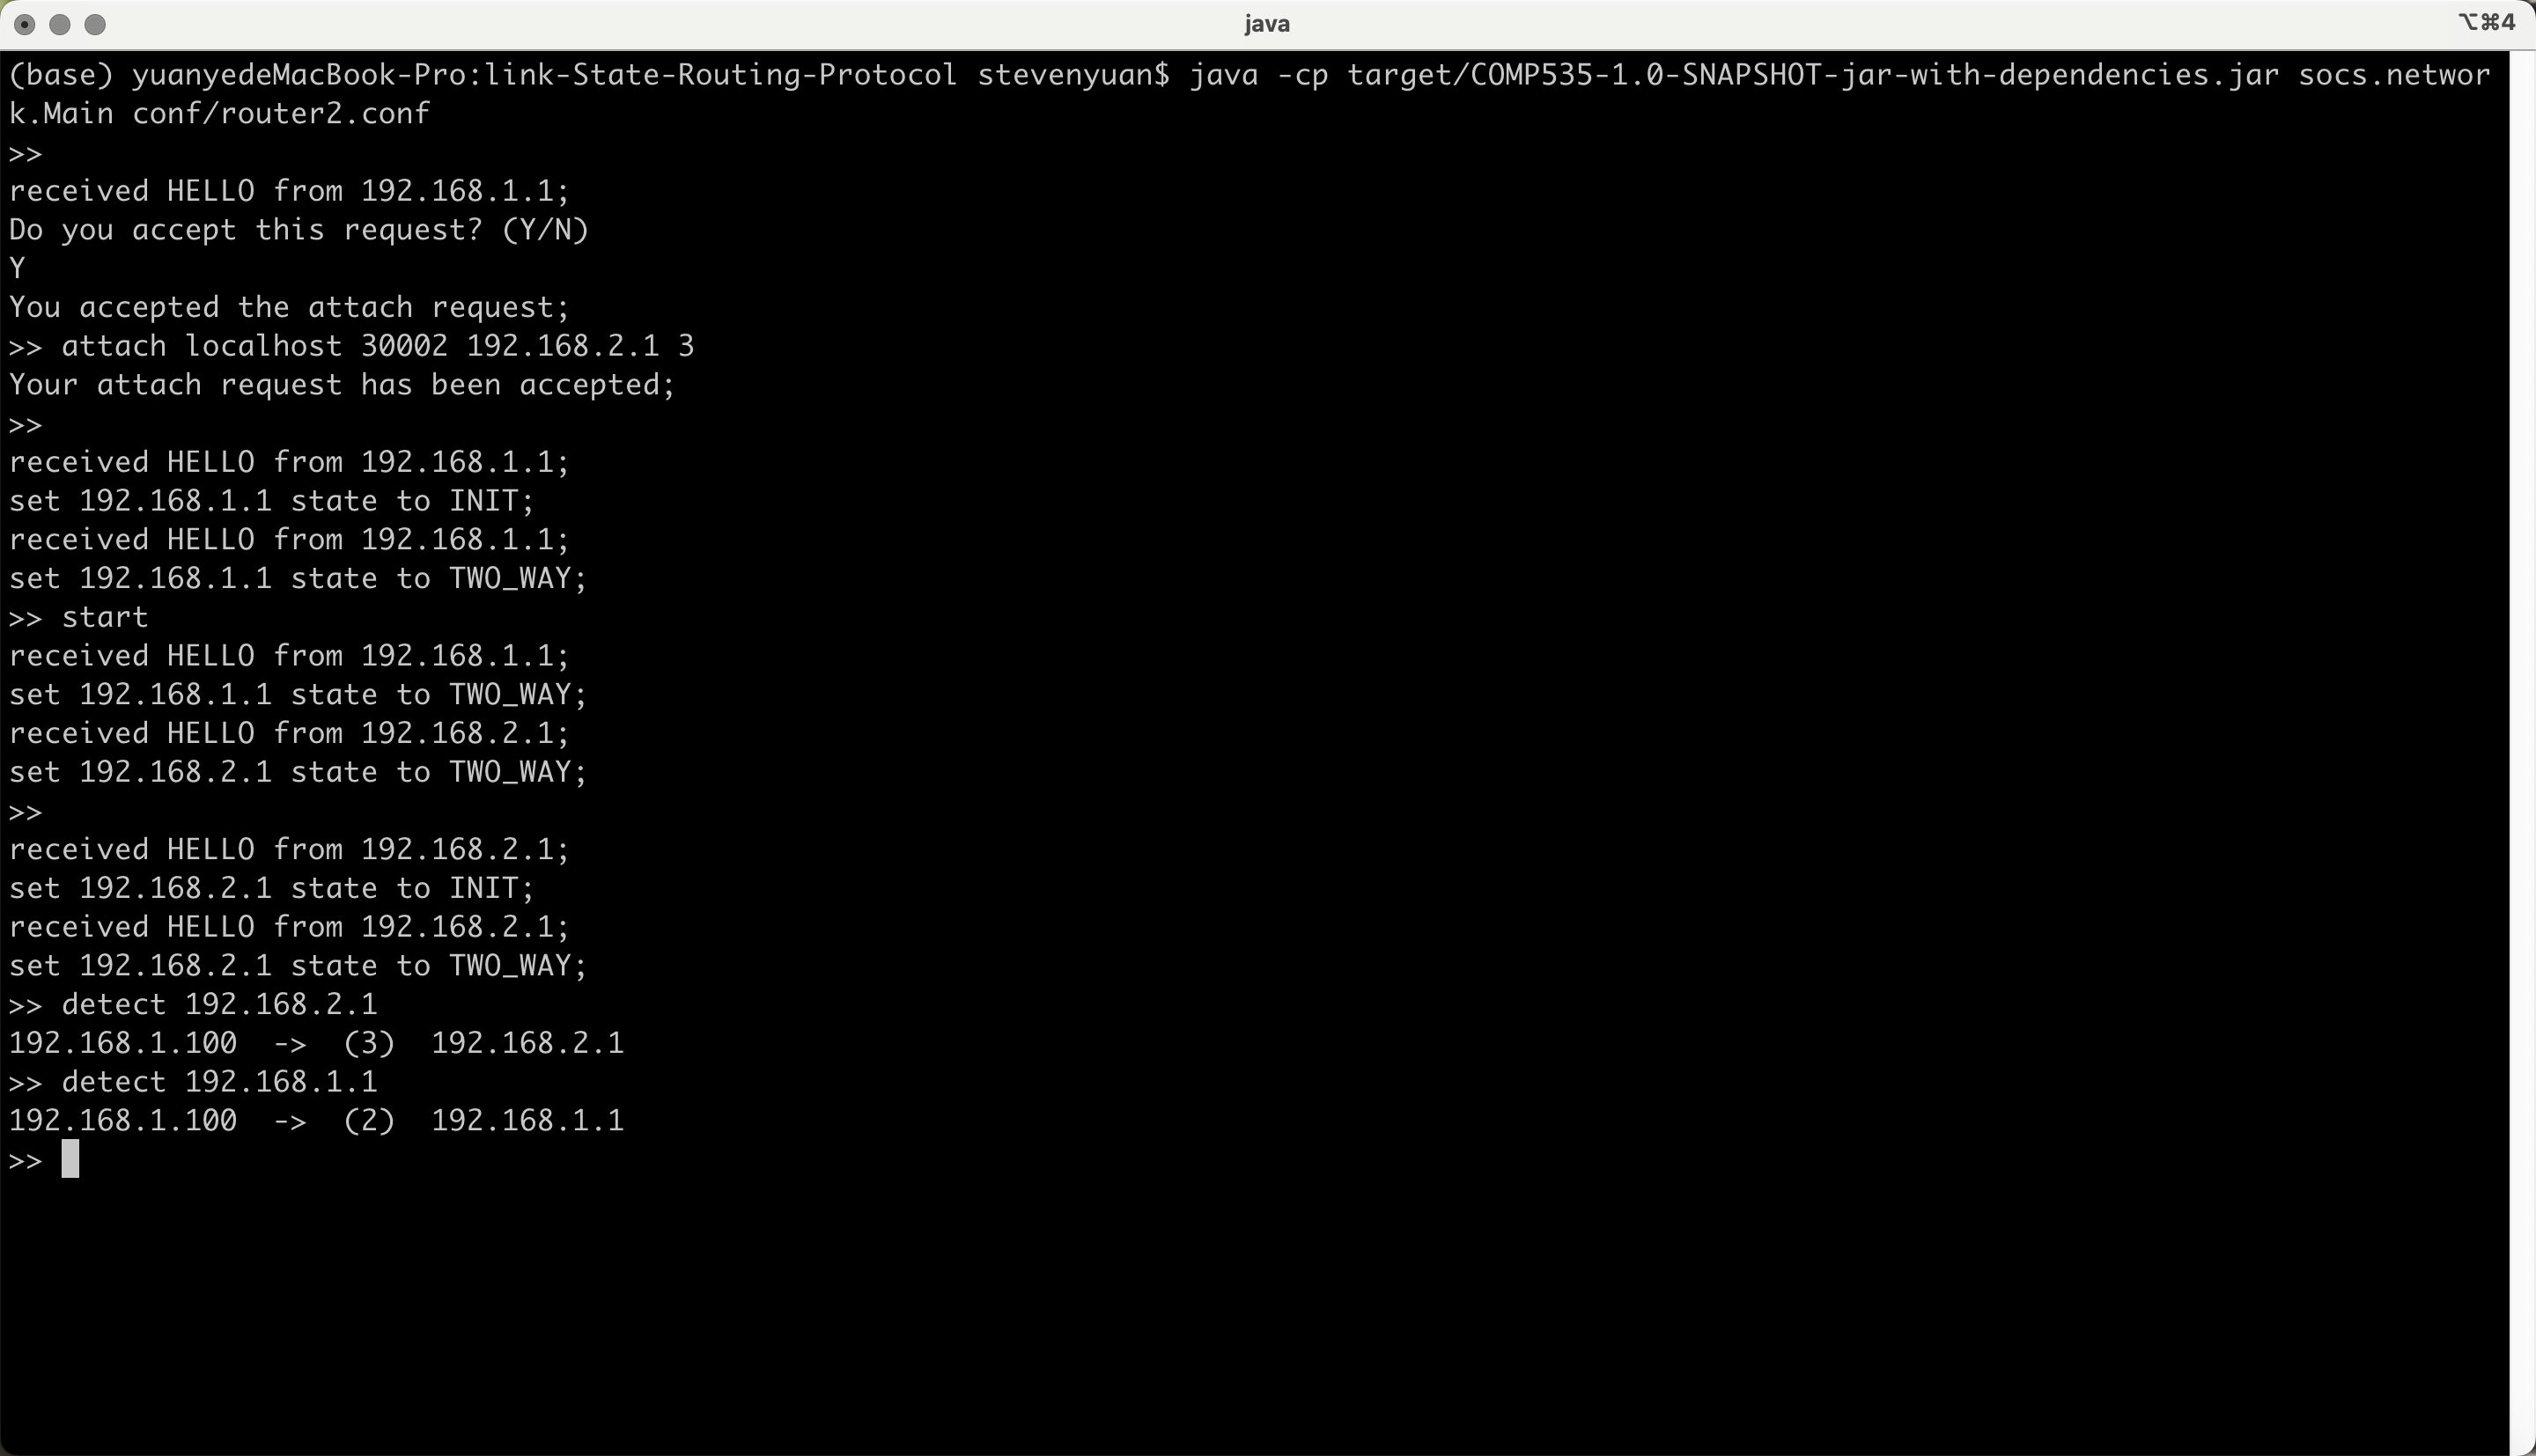 java
⌥⌘4
(base) yuanyedeMacBook-Pro:link-State-Routing-Protocol stevenyuan$ java -cp target/COMP535-1.0-SNAPSHOT-jar-with-dependencies.jar socs.networ
k.Main conf/router2.conf
>>
received HELLO from 192.168.1.1;
Do you accept this request? (Y/N)
Y
You accepted the attach request;
>> attach localhost 30002 192.168.2.1 3
Your attach request has been accepted;
>>
received HELLO from 192.168.1.1;
set 192.168.1.1 state to INIT;
received HELLO from 192.168.1.1;
set 192.168.1.1 state to TWO_WAY;
>> start
received HELLO from 192.168.1.1;
set 192.168.1.1 state to TWO_WAY;
received HELLO from 192.168.2.1;
set 192.168.2.1 state to TWO_WAY;
>>
received HELLO from 192.168.2.1;
set 192.168.2.1 state to INIT;
received HELLO from 192.168.2.1;
set 192.168.2.1 state to TWO_WAY;
>> detect 192.168.2.1
192.168.1.100  ->  (3)  192.168.2.1
>> detect 192.168.1.1
192.168.1.100  ->  (2)  192.168.1.1
>>